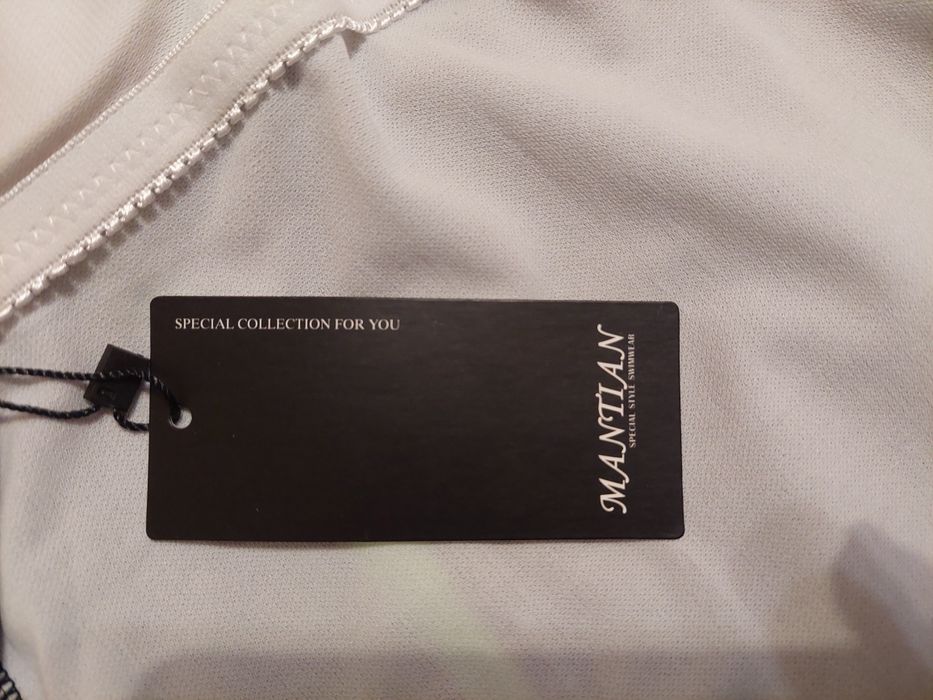 SPECIAL COLLECTION FOR YOU
MANTIAN
SPECIAL STYLE SWIMWEAR